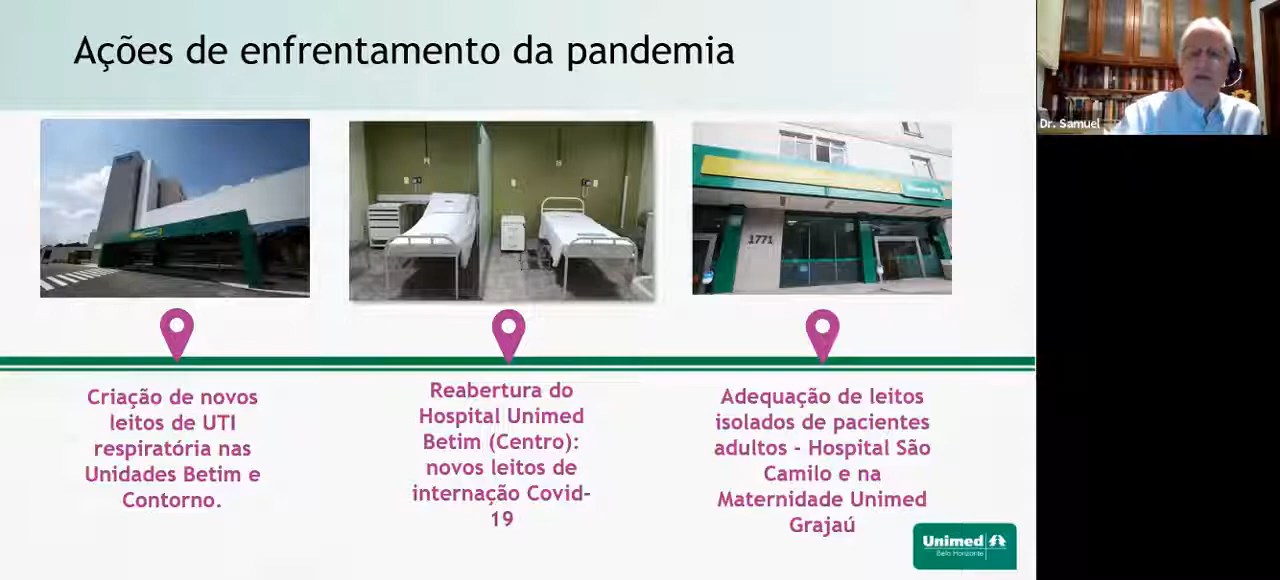 Ações de enfrentamento da pandemia
Dr. Samuel
1771
Unimed
Criação de novos
leitos de UTI
respiratória nas
Unidades Betim e
Contorno.
Reabertura do
Hospital Unimed
Betim (Centro):
novos leitos de
internação Covid-
19
Adequação de leitos
isolados de pacientes
adultos - Hospital São
Camilo e na
Maternidade Unimed
Grajaú
Unimed
Belo Horizonte